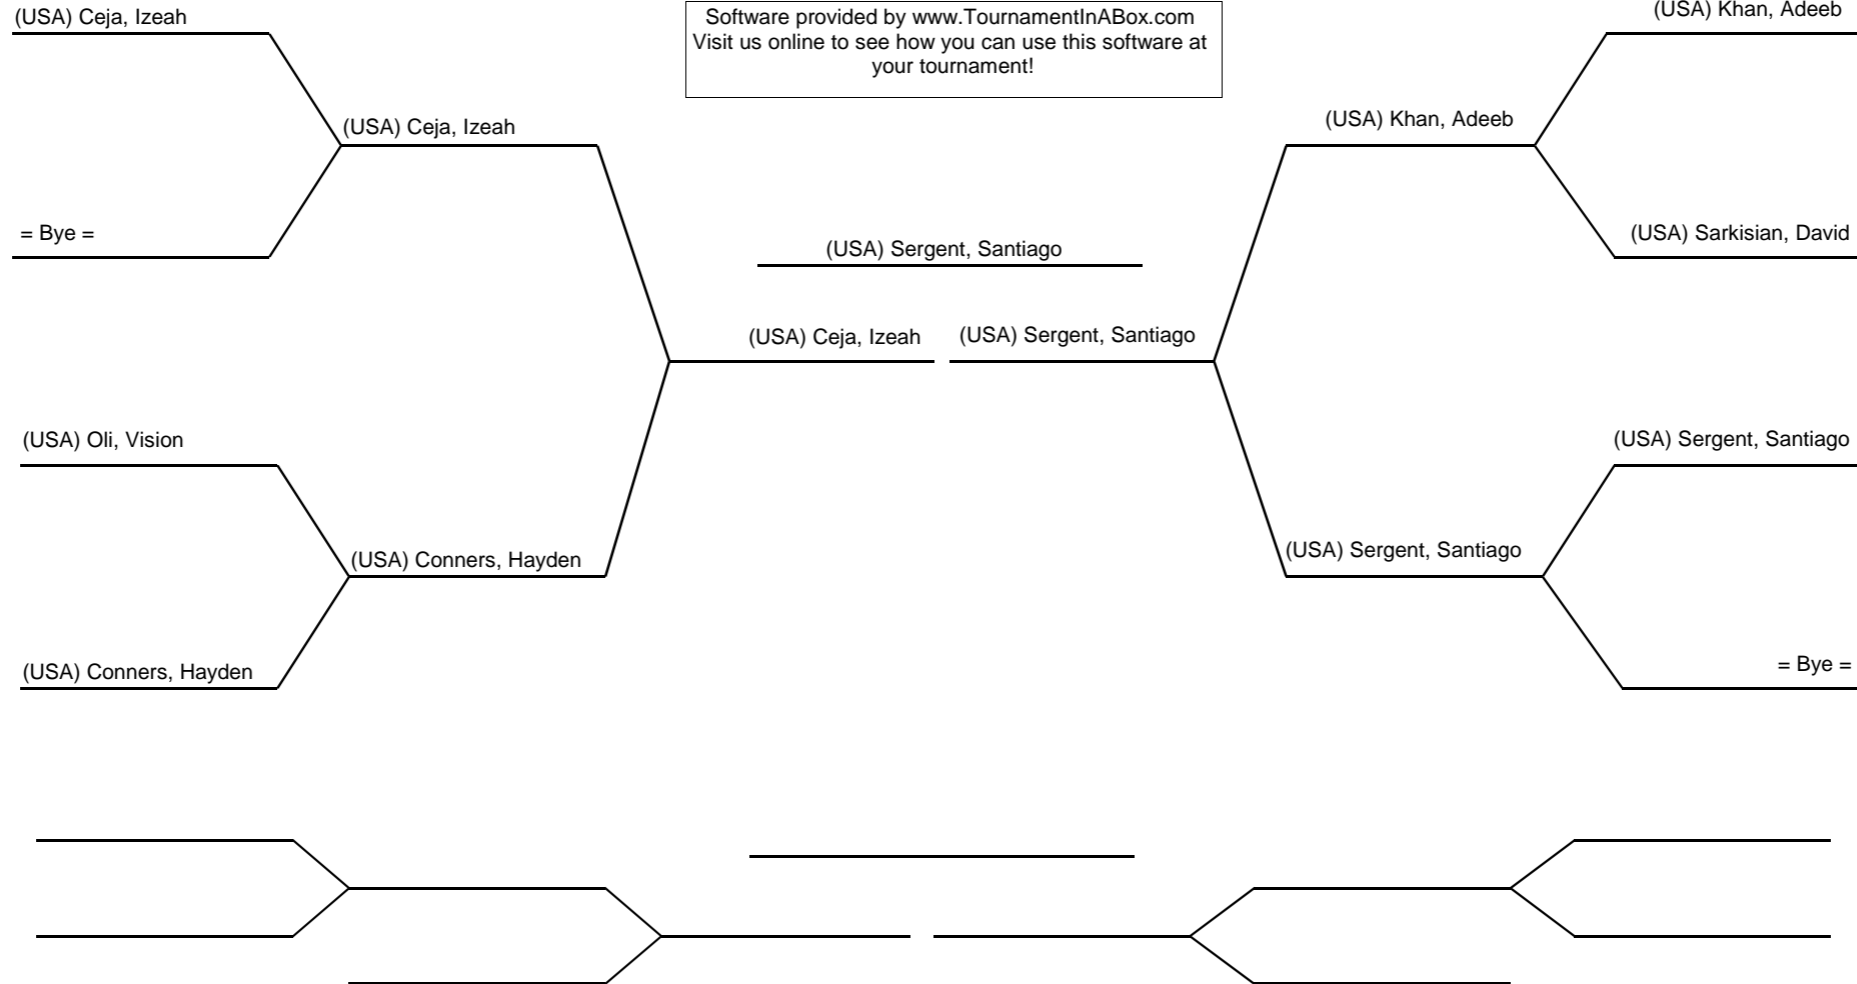 (USA) Ceja, Izeah
Software provided by www.TournamentInABox.com
Visit us online to see how you can use this software at
your tournament!
(USA) Khan, Adeeb
(USA) Ceja, Izeah
(USA) Khan, Adeeb
= Bye =
(USA) Sergent, Santiago
(USA) Sarkisian, David
(USA) Ceja, Izeah
(USA) Sergent, Santiago
(USA) Oli, Vision
(USA) Sergent, Santiago
(USA) Conners, Hayden
(USA) Sergent, Santiago
(USA) Conners, Hayden
= Bye =